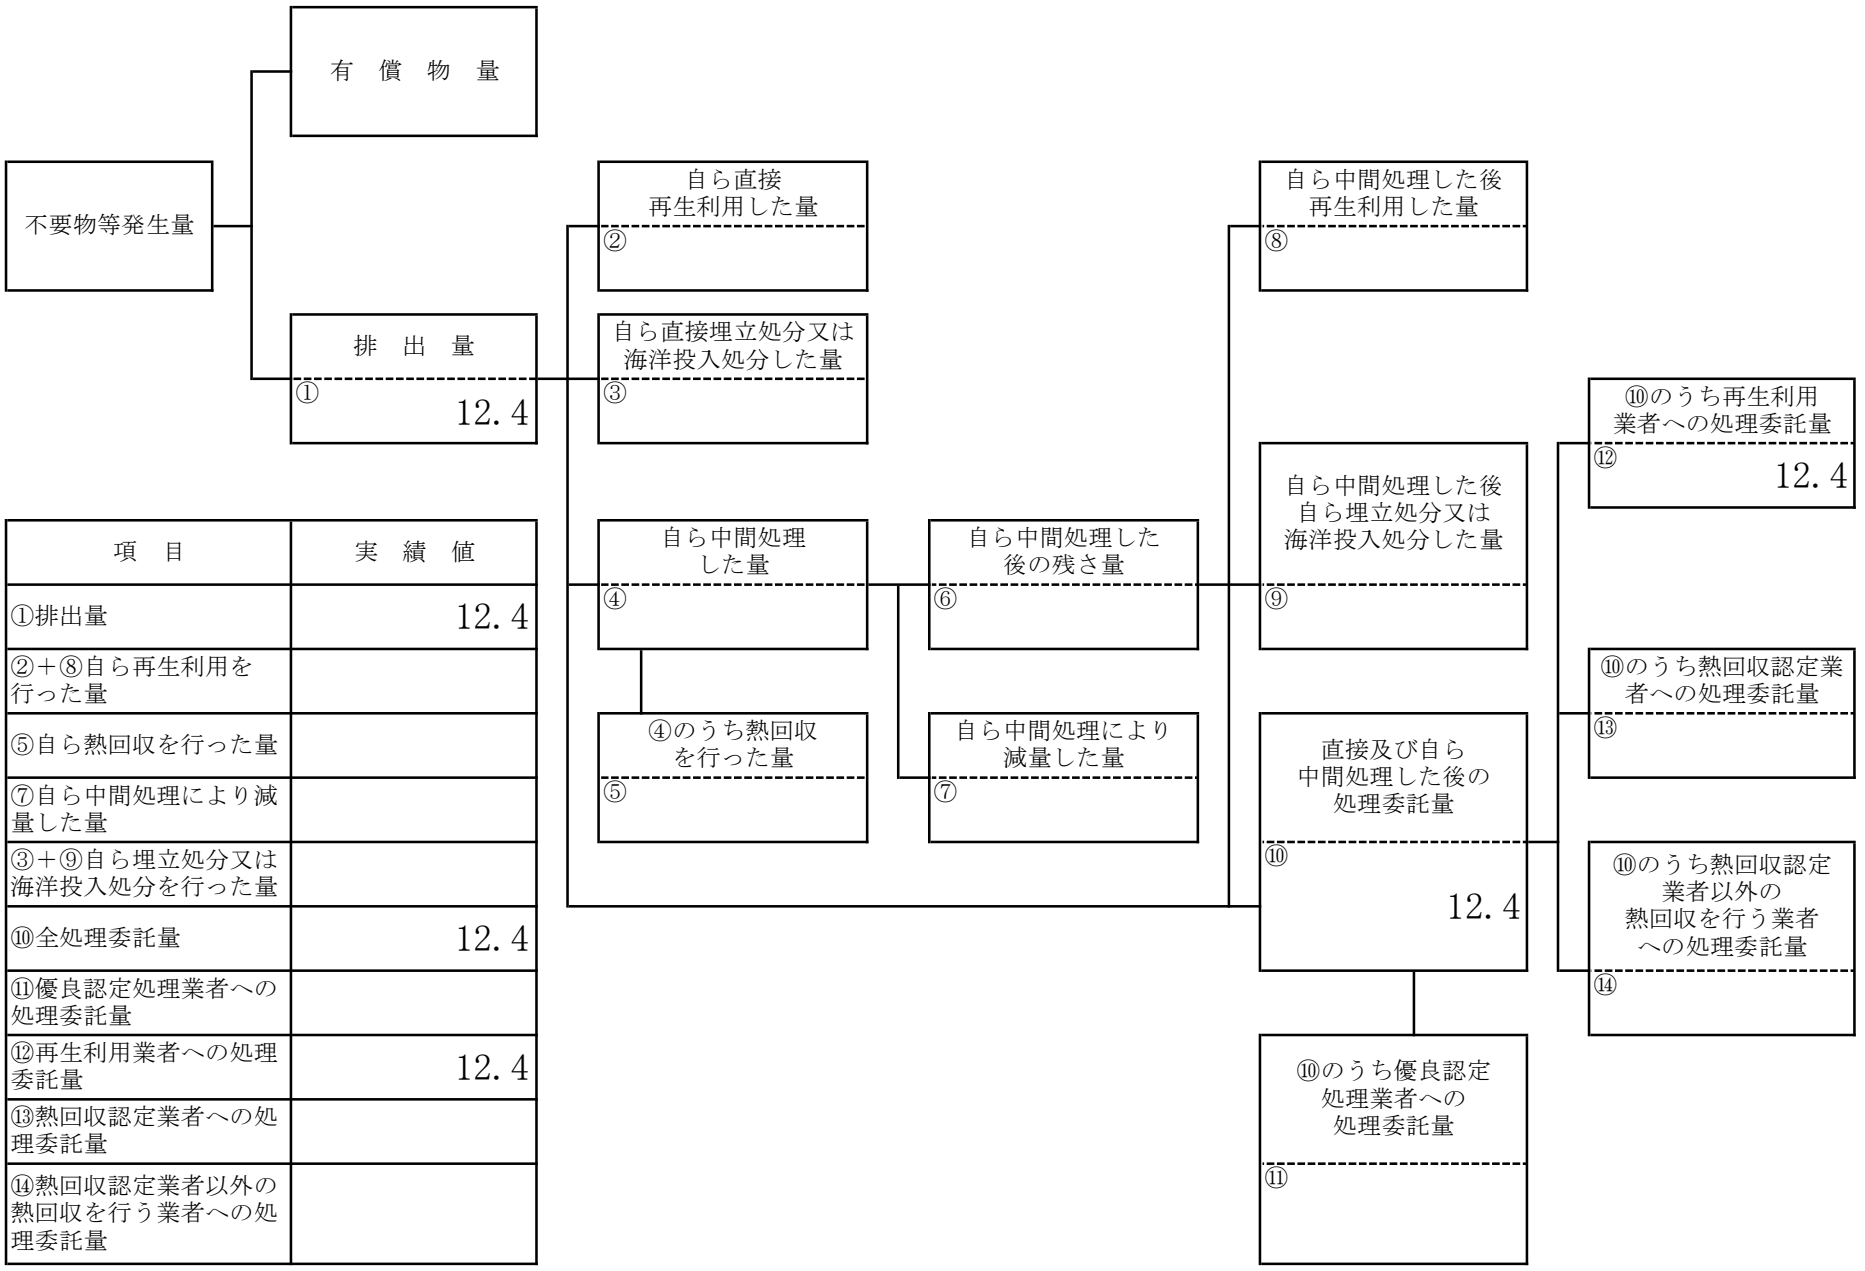 有 償 物 量
不要物等発生量
排 出 量
①
12.4
自ら直接
再生利用した量
②
自ら直接埋立処分又は
海洋投入処分した量
③
自ら中間処理
した量
④
④のうち熱回収
を行った量
⑤
自ら中間処理した
後の残さ量
⑥
自ら中間処理により
減量した量
⑦
自ら中間処理した後
再生利用した量
⑧
自ら中間処理した後
自ら埋立処分又は
海洋投入処分した量
⑨
直接及び自ら
中間処理した後の
処理委託量
⑩
12.4
⑩のうち優良認定
処理業者への
処理委託量
⑪
⑩のうち再生利用
業者への処理委託量
⑫
12.4
⑩のうち熱回収認定業
者への処理委託量
⑬
⑩のうち熱回収認定
業者以外の
熱回収を行う業者
への処理委託量
⑭
項 目 実 績 値
①排出量 12.4
②＋⑧自ら再生利用を
行った量
⑤自ら熱回収を行った量
⑦自ら中間処理により減
量した量
③＋⑨自ら埋立処分又は
海洋投入処分を行った量
⑩全処理委託量 12.4
⑪優良認定処理業者への
処理委託量
⑫再生利用業者への処理
委託量 12.4
⑬熱回収認定業者への処
理委託量
⑭熱回収認定業者以外の
熱回収を行う業者への処
理委託量